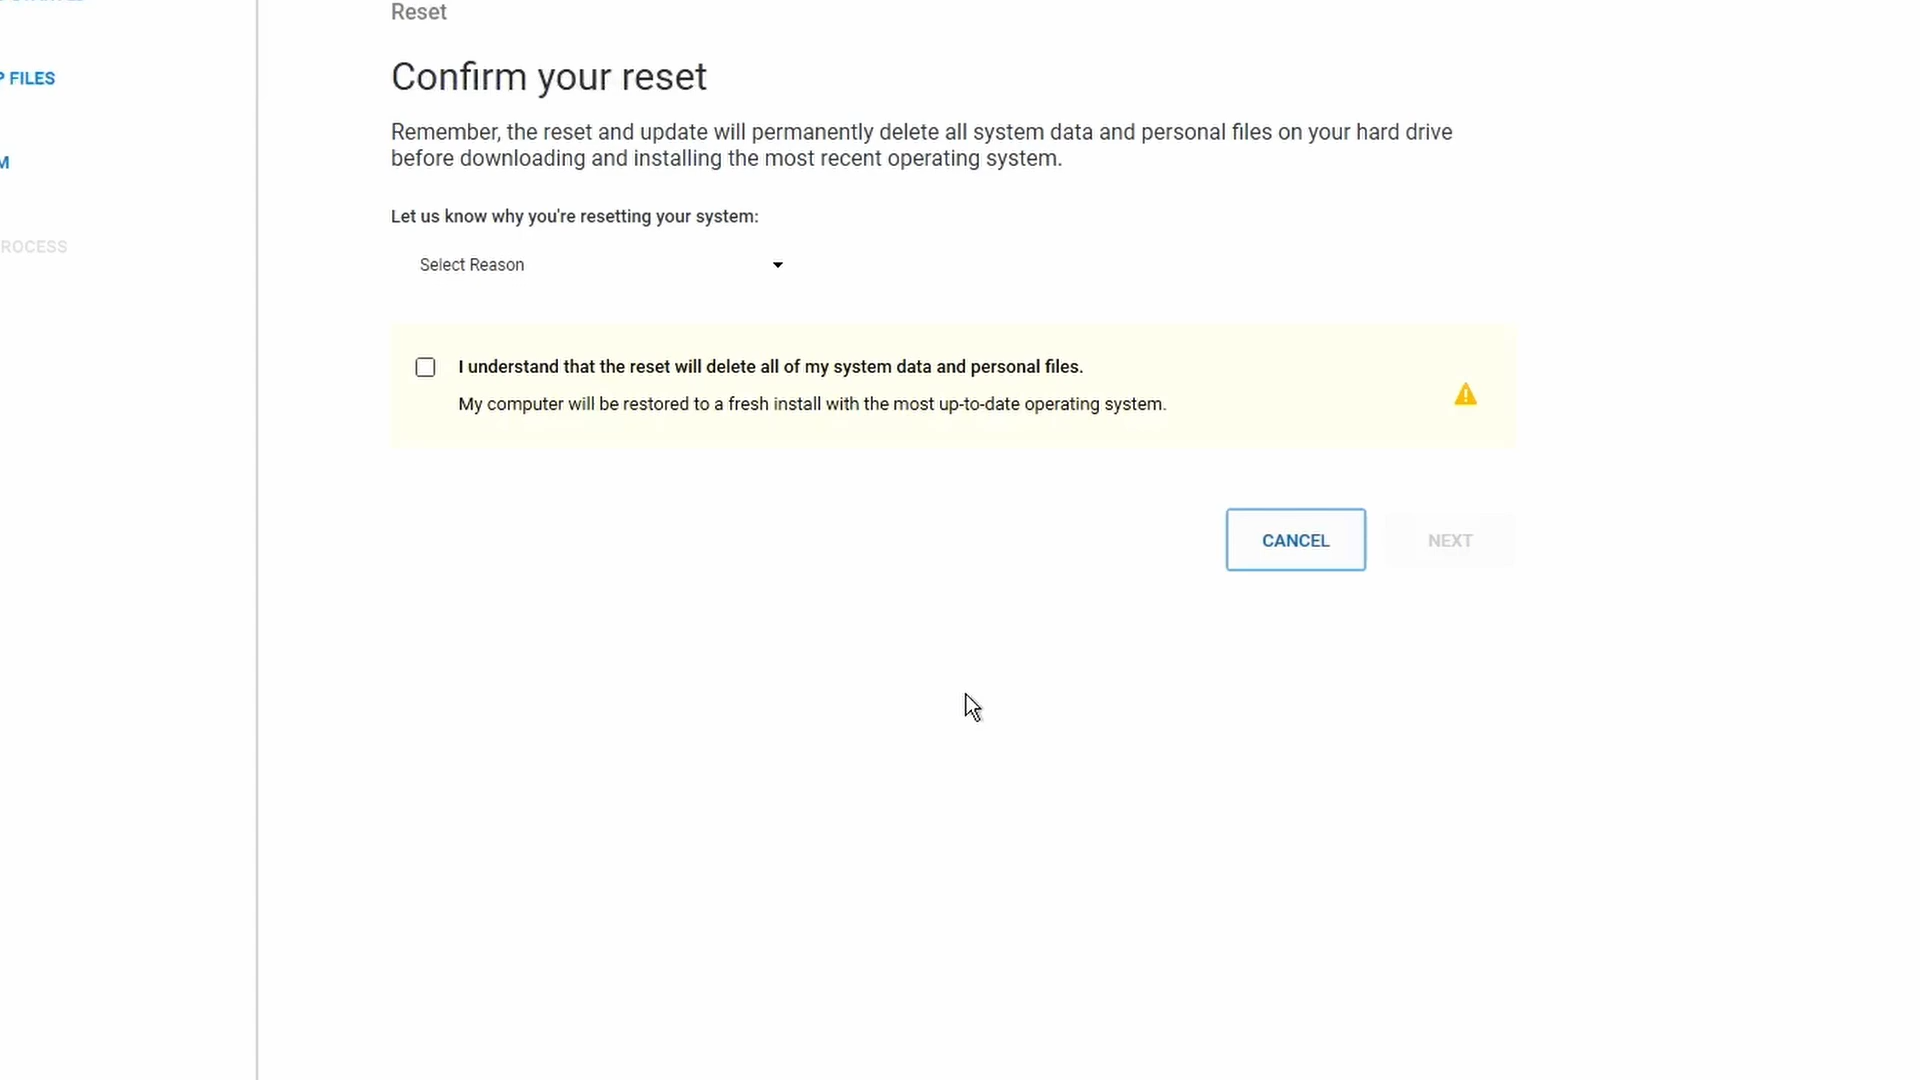 Reset
FILES
Confirm your reset
Remember, the reset and update will permanently delete all system data and personal files on your hard drive
before downloading and installing the most recent operating system.
M
Let us know why you're resetting your system:
ROCESS
Select Reason
I understand that the reset will delete all of my system data and personal files.
My computer will be restored to a fresh install with the most up-to-date operating system.
CANCEL
NEXT